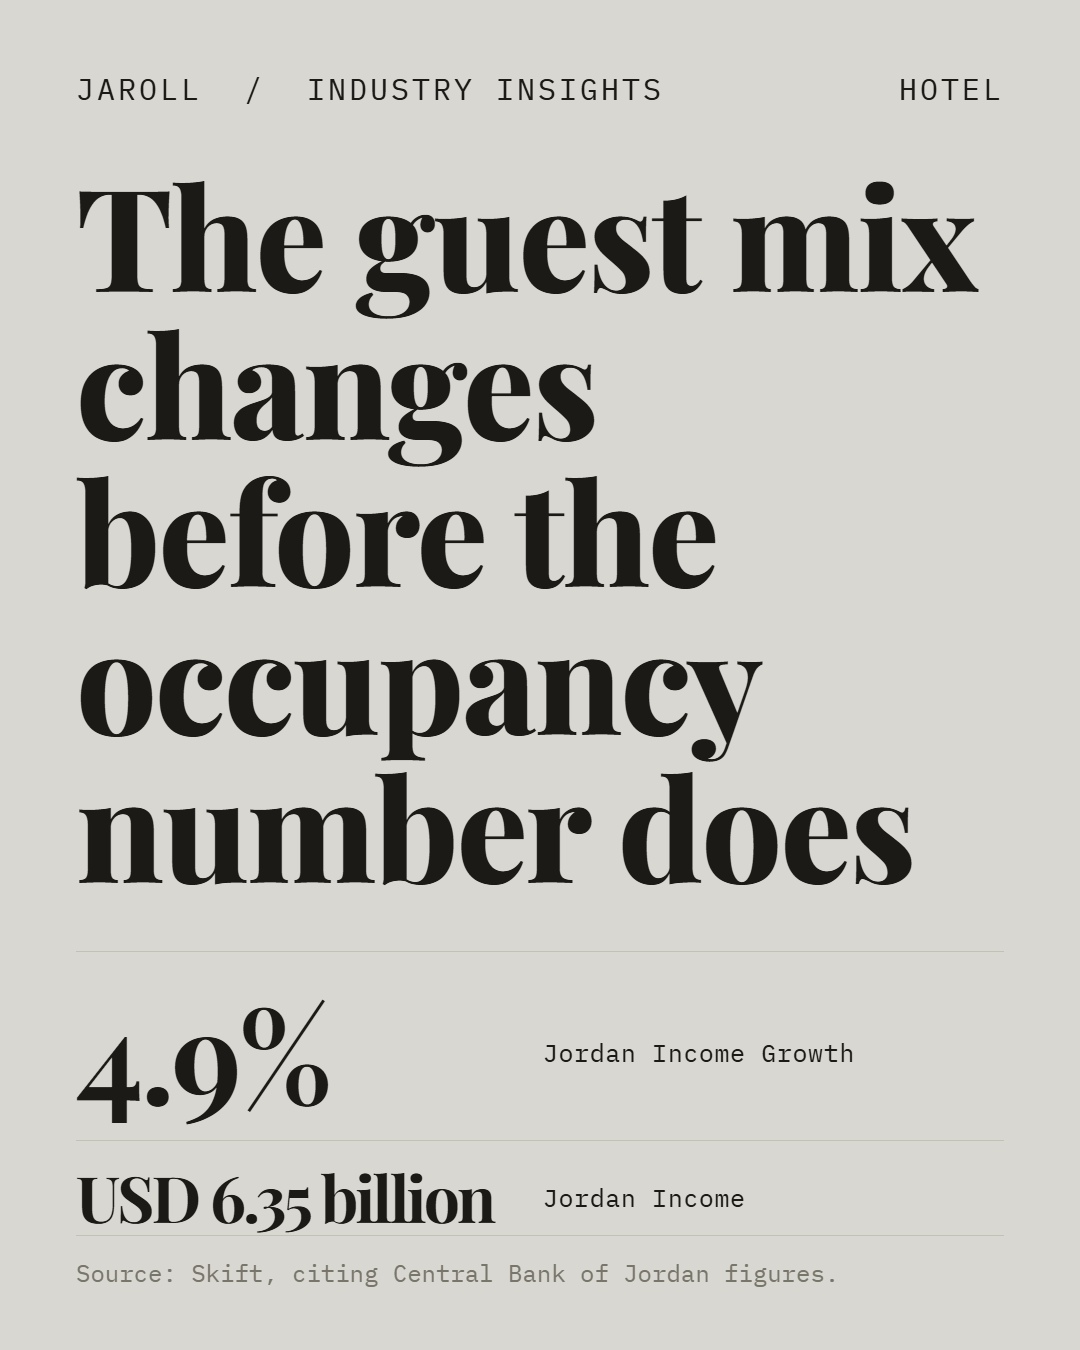 JAROLL / INDUSTRY INSIGHTS HOTEL
The guest mix
changes
before the
occupancy
number does
4.9% Jordan Income Growth
USD 6.35 billion Jordan Income
Source: Skift, citing Central Bank of Jordan figures.